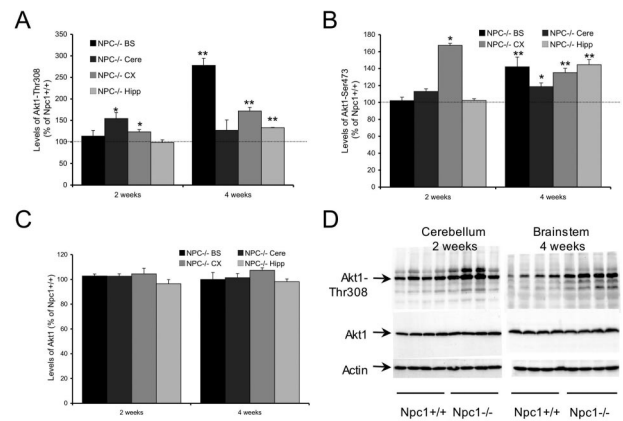 A
NPC-/- BS
NPC-/- Cere
NPC-/- CX
NPC-/- Hipp
Levels of Akt1-Thr308
(% of Npc1+/+)
350
300
250
200
150
100
50
0
*
*
**
**
**
2 weeks
4 weeks
B
NPC-/- BS
NPC-/- Cere
NPC-/- CX
NPC-/- Hipp
Levels of Akt1-Ser473
(% of Npc1+/+)
180
160
140
120
100
80
60
40
20
0
*
**
*
**
**
2 weeks
4 weeks
C
NPC-/- BS
NPC-/- Cere
NPC-/- CX
NPC-/- Hipp
Levels of Akt1 (% of Npc1+/+)
120
100
80
60
40
20
0
2 weeks
4 weeks
D
Cerebellum
2 weeks
Brainstem
4 weeks
Akt1-
Thr308
Akt1
Actin
Npc1+/+ Npc1-/- Npc1+/+ Npc1-/-